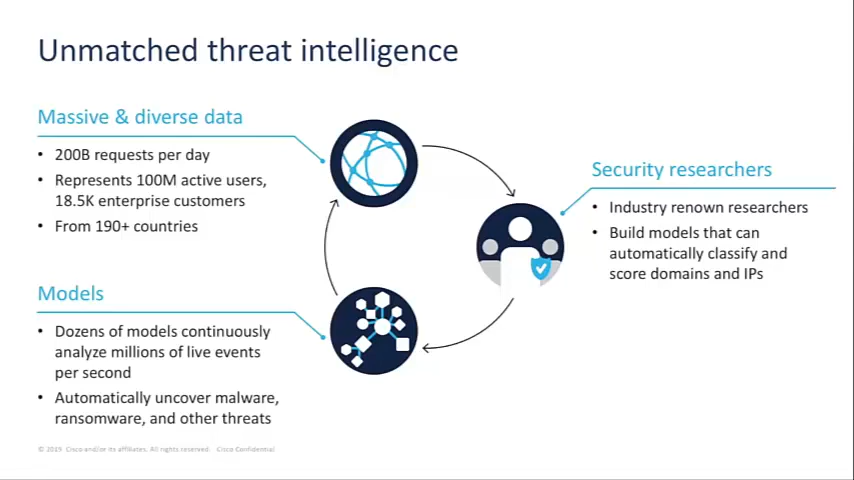 Unmatched threat intelligence
Massive & diverse data
• 200B requests per day
• Represents 100M active users,
18.5K enterprise customers
• From 190+ countries
Security researchers
• Industry renown researchers
• Build models that can
automatically classify and
score domains and IPs
Models
• Dozens of models continuously
analyze millions of live events
per second
• Automatically uncover malware,
ransomware, and other threats
© 2019 Cisco and/or its affiliates. All rights reserved. Cisco Confidential